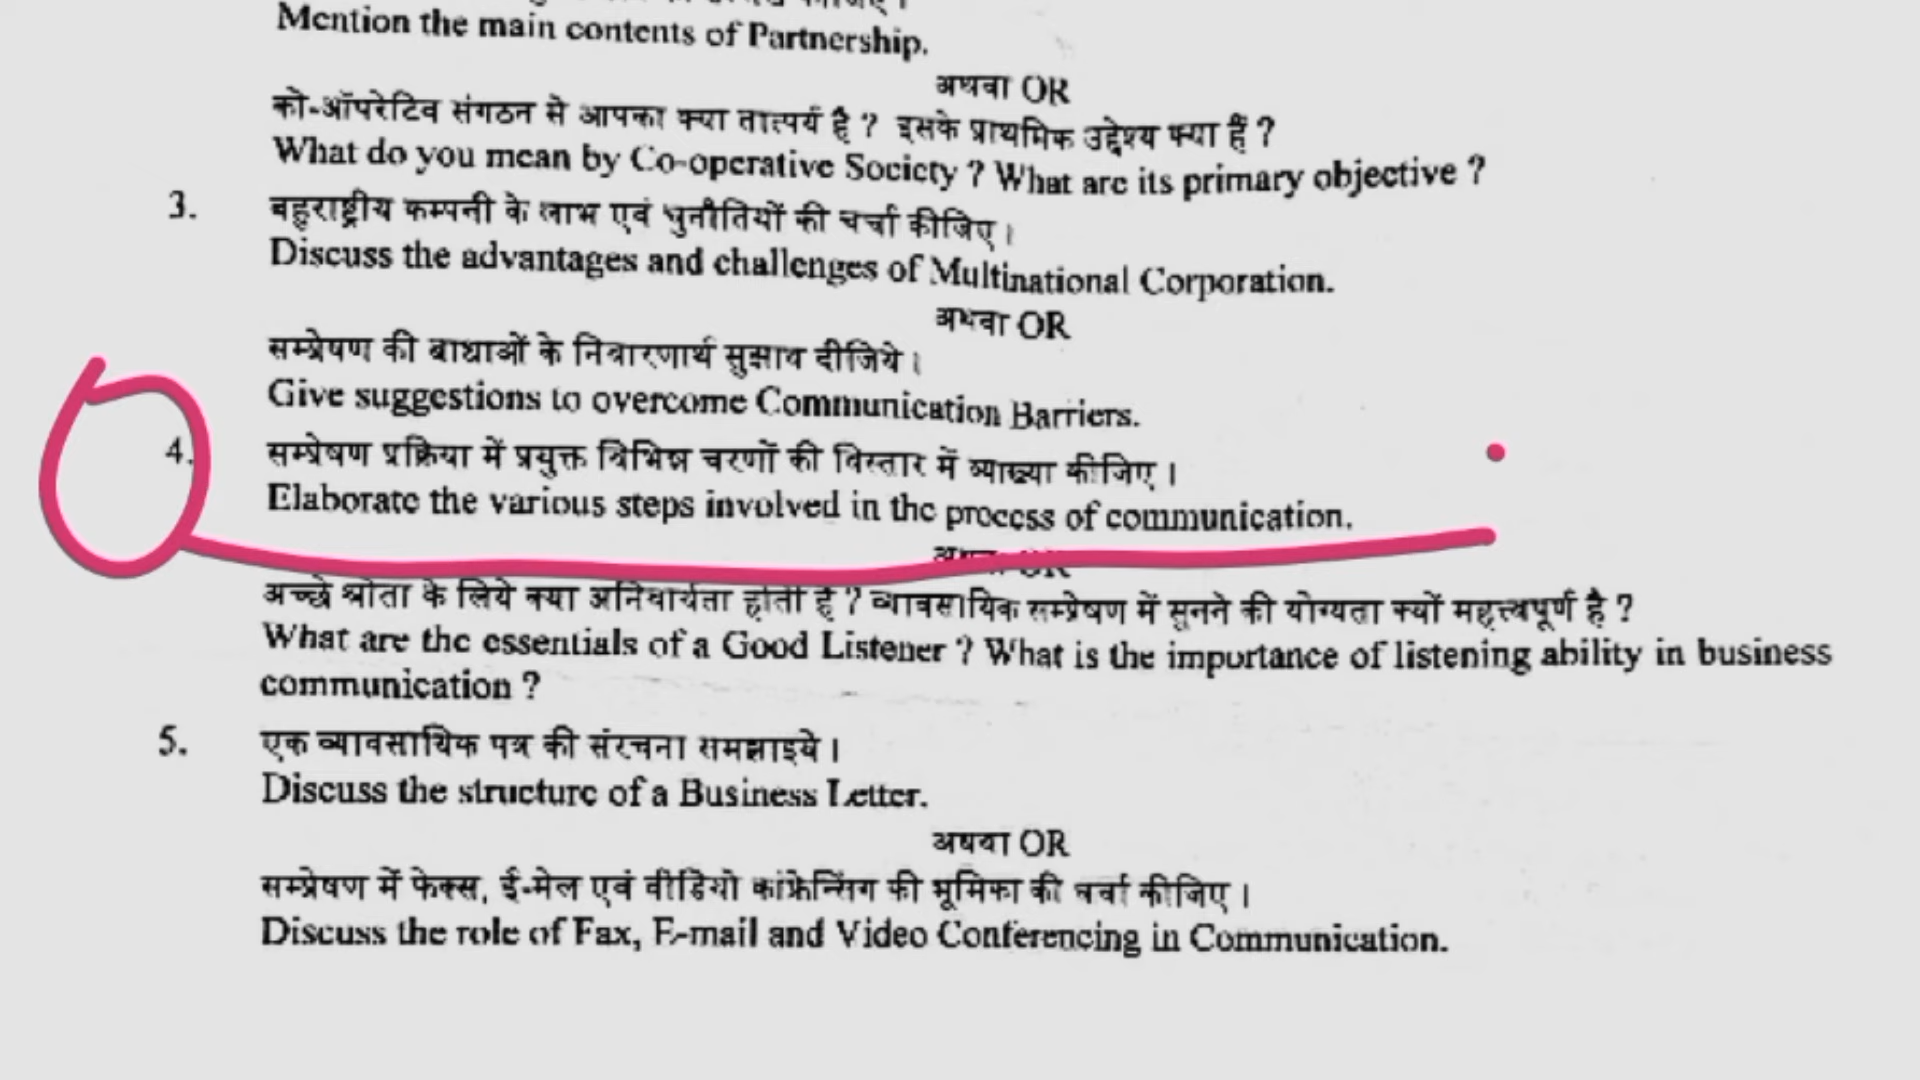 Mention the main contents of Partnership.
अथवा OR
को-ऑपरेटिव संगठन से आपका क्या तात्पर्य है ? इसके प्राथमिक उद्देश्य क्या हैं ?
What do you mean by Co-operative Society ? What are its primary objective ?
3. बहुराष्ट्रीय कम्पनी के लाभ एवं चुनौतियों की चर्चा कीजिए।
Discuss the advantages and challenges of Multinational Corporation.
अथवा OR
सम्प्रेषण की बाधाओं के निवारणार्थ सुझाव दीजिये।
Give suggestions to overcome Communication Barriers.
4. सम्प्रेषण प्रक्रिया में प्रयुक्त विभिन्न चरणों की विस्तार में व्याख्या कीजिए।
Elaborate the various steps involved in the process of communication.
अथवा OR
अच्छे श्रोता के लिये क्या अनिवार्यता होती है ? व्यावसायिक सम्प्रेषण में सुनने की योग्यता क्यों महत्त्वपूर्ण है ?
What are the essentials of a Good Listener ? What is the importance of listening ability in business
communication ?
5. एक व्यावसायिक पत्र की संरचना समझाइये।
Discuss the structure of a Business Letter.
अथवा OR
सम्प्रेषण में फेक्स, ई-मेल एवं वीडियो कांफ्रेन्सिंग की भूमिका की चर्चा कीजिए।
Discuss the role of Fax, E-mail and Video Conferencing in Communication.